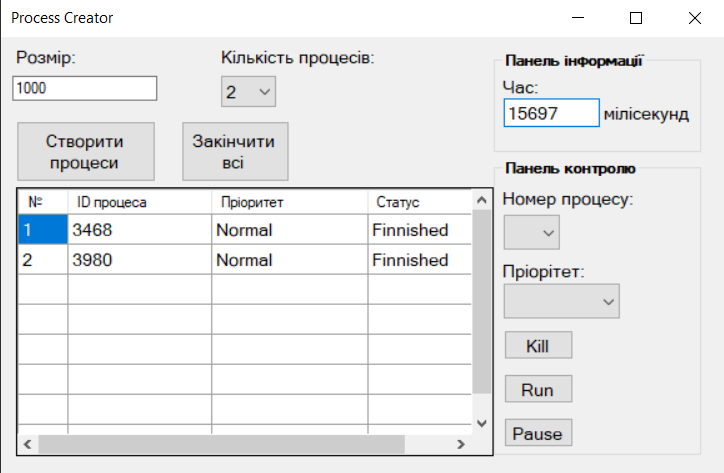 Process Creator
Розмір:
1000
Кількість процесів:
2
Створити
процеси
Закінчити
всі
Панель інформації
Час:
15697 мілісекунд
№ ID процеса Пріоритет Статус
1 3468 Normal Finnished
2 3980 Normal Finnished
Панель контролю
Номер процесу:
Пріорітет:
Kill
Run
Pause